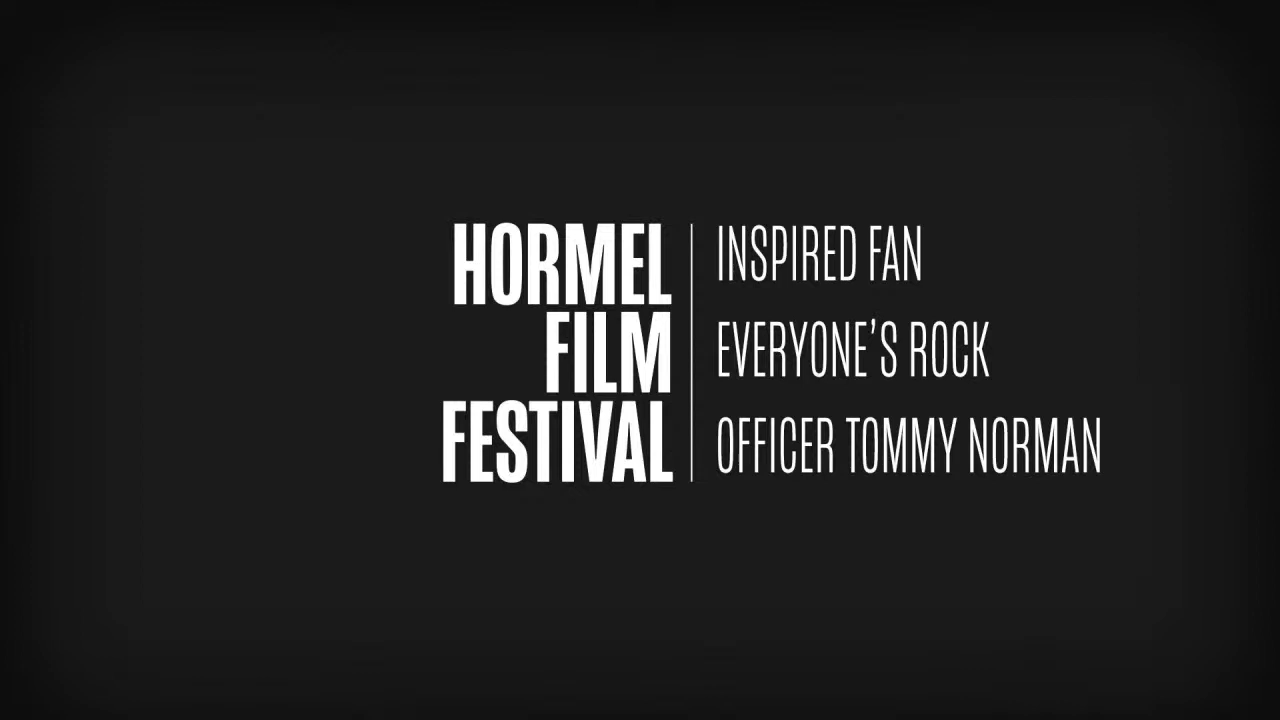 HORMEL
FILM
FESTIVAL
INSPIRED FAN
EVERYONE’S ROCK
OFFICER TOMMY NORMAN